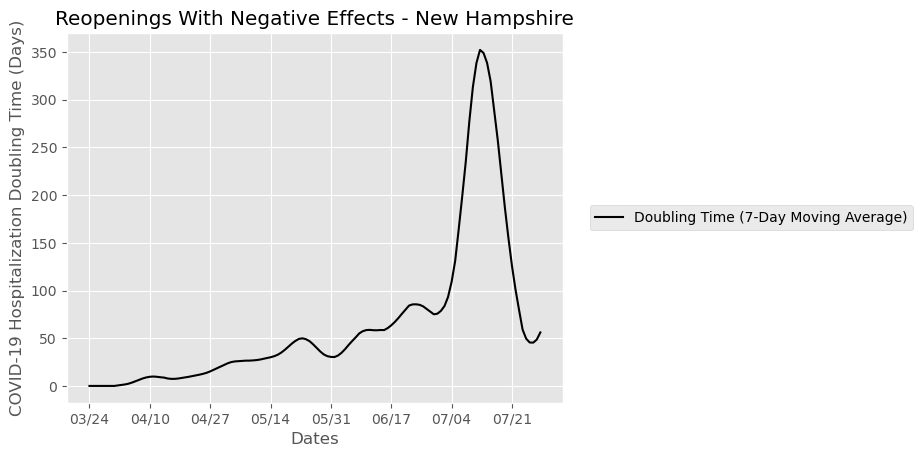 Reopenings With Negative Effects - New Hampshire
COVID-19 Hospitalization Doubling Time (Days)
350
300
250
200
150
100
50
0
03/24 04/10 04/27 05/14 05/31 06/17 07/04 07/21
Dates
Doubling Time (7-Day Moving Average)